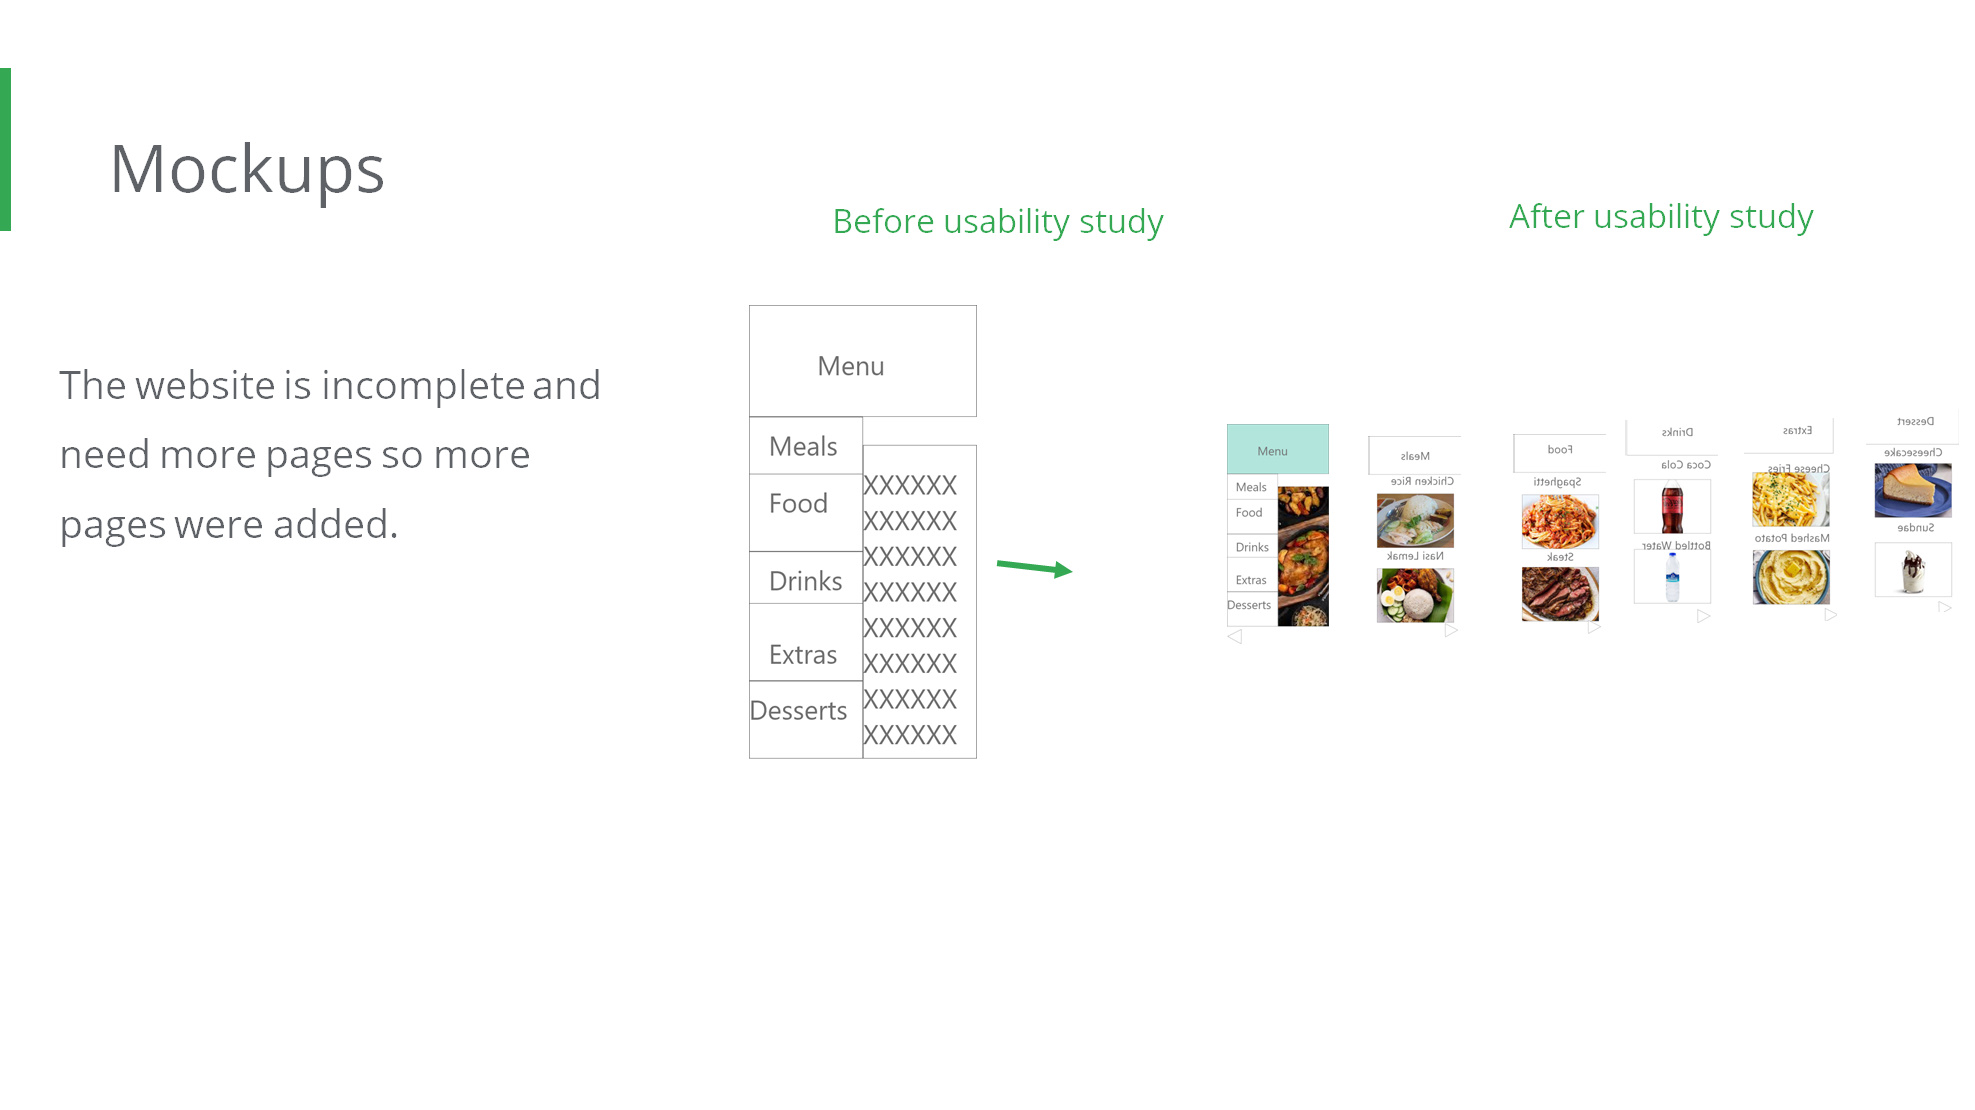 Mockups
Before usability study
After usability study
The website is incomplete and
need more pages so more
pages were added.
Menu
Meals
Food
Drinks
Extras
Desserts
XXXXXX
XXXXXX
XXXXXX
XXXXXX
XXXXXX
XXXXXX
XXXXXX
XXXXXX
Menu
Meals
Food
Drinks
Extras
Desserts
Meals
Chicken Rice
Nasi Lemak
Food
Spaghetti
Steak
Drinks
Coca Cola
Bottled Water
Extras
Cheese Fries
Mashed Potato
Dessert
Cheesecake
Sundae